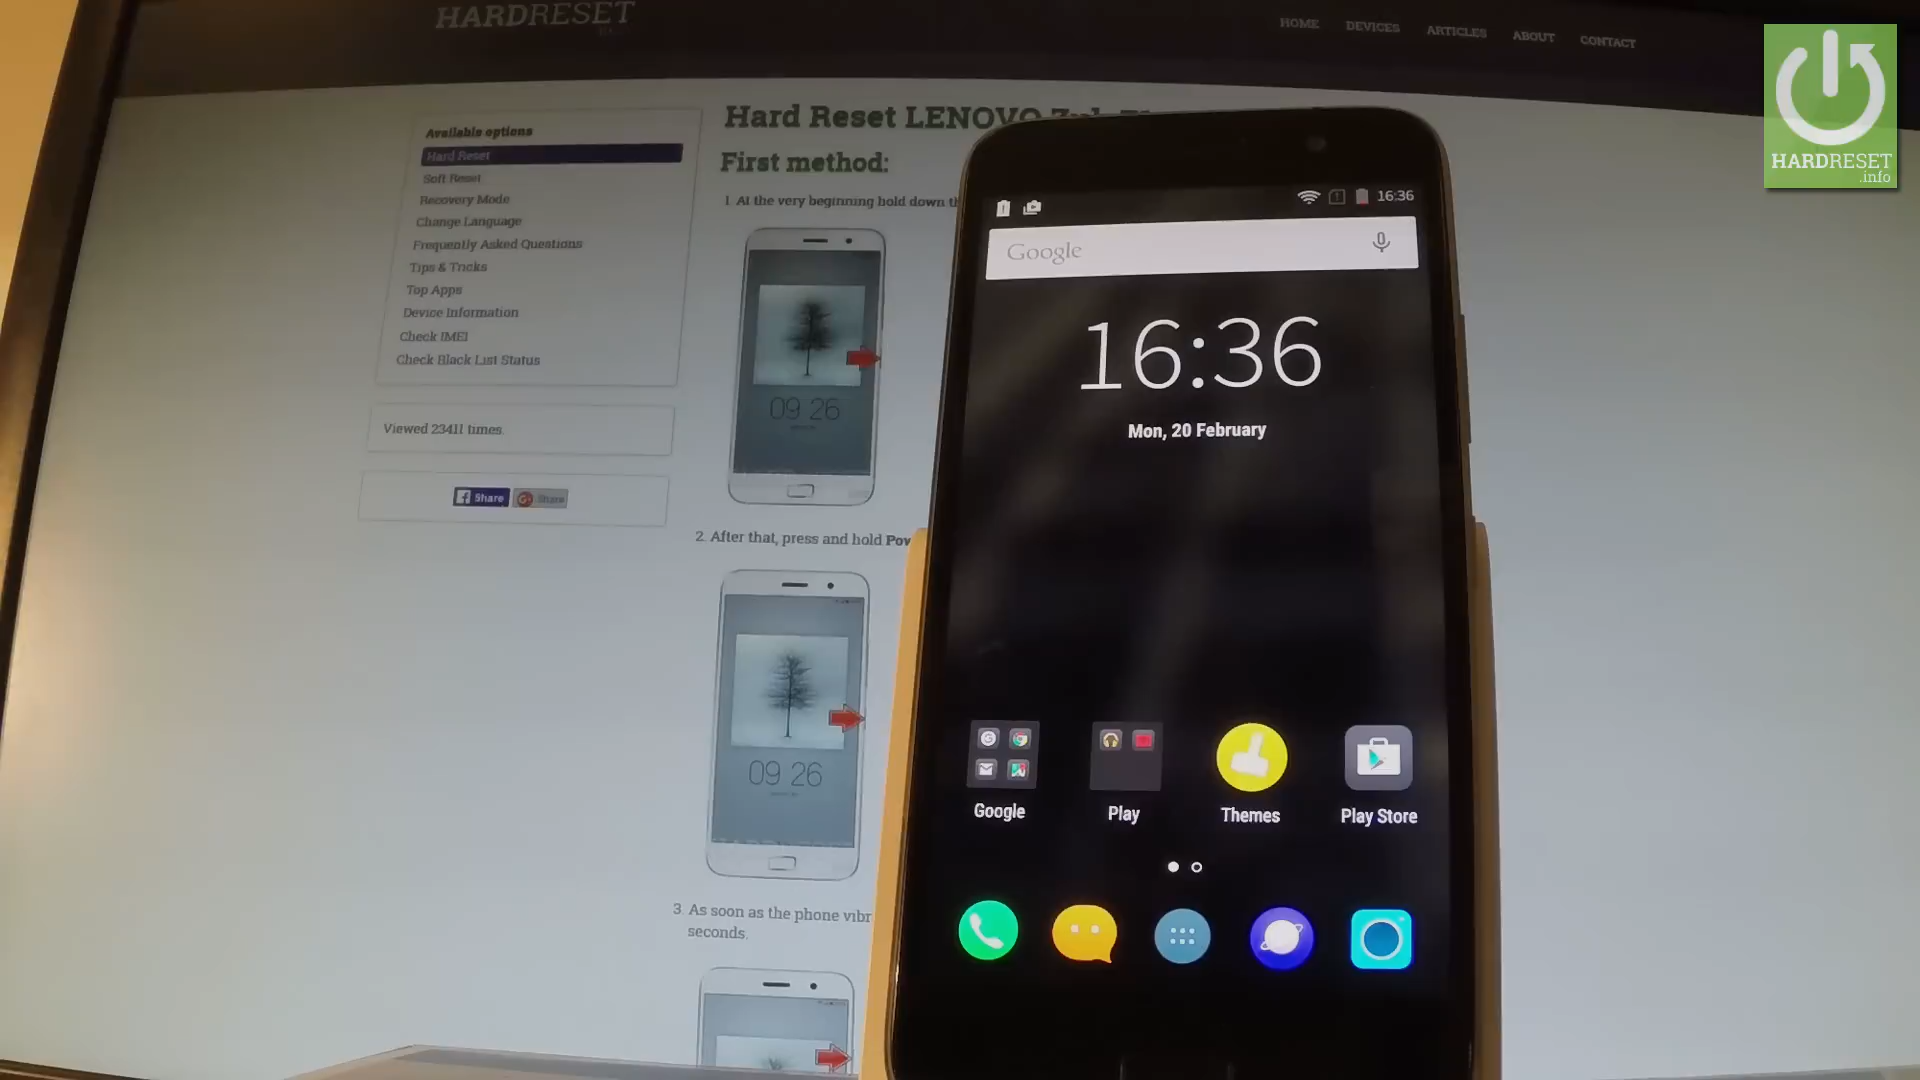 HARDRESET
HOME
DEVICES
ARTICLES
ABOUT
CONTACT
HARDRESET
.info
Available options
Hard Reset
Soft Reset
Recovery Mode
Change Language
Frequently Asked Questions
Tips & Tricks
Top Apps
Device Information
Check IMEI
Check Black List Status
Viewed 23411 times.
Share
Share
Hard Reset LENOVO
First method:
1. At the very beginning hold down
09 26
2. After that, press and hold
09 26
3. As soon as the phone
seconds.
16:36
Google
16:36
Mon, 20 February
Google
Play
Themes
Play Store